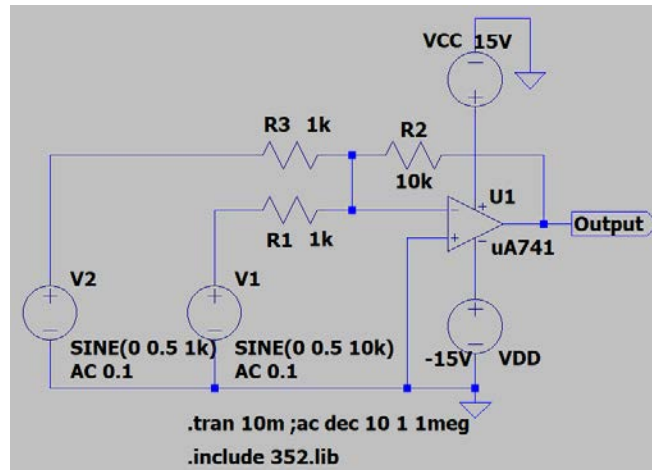 VCC 15V
R3 1k
R2
10k
U1
R1 1k
uA741
Output
V2
V1
SINE(0 0.5 1k)
AC 0.1
SINE(0 0.5 10k)
AC 0.1
-15V VDD
.tran 10m ;ac dec 10 1 1meg
.include 352.lib